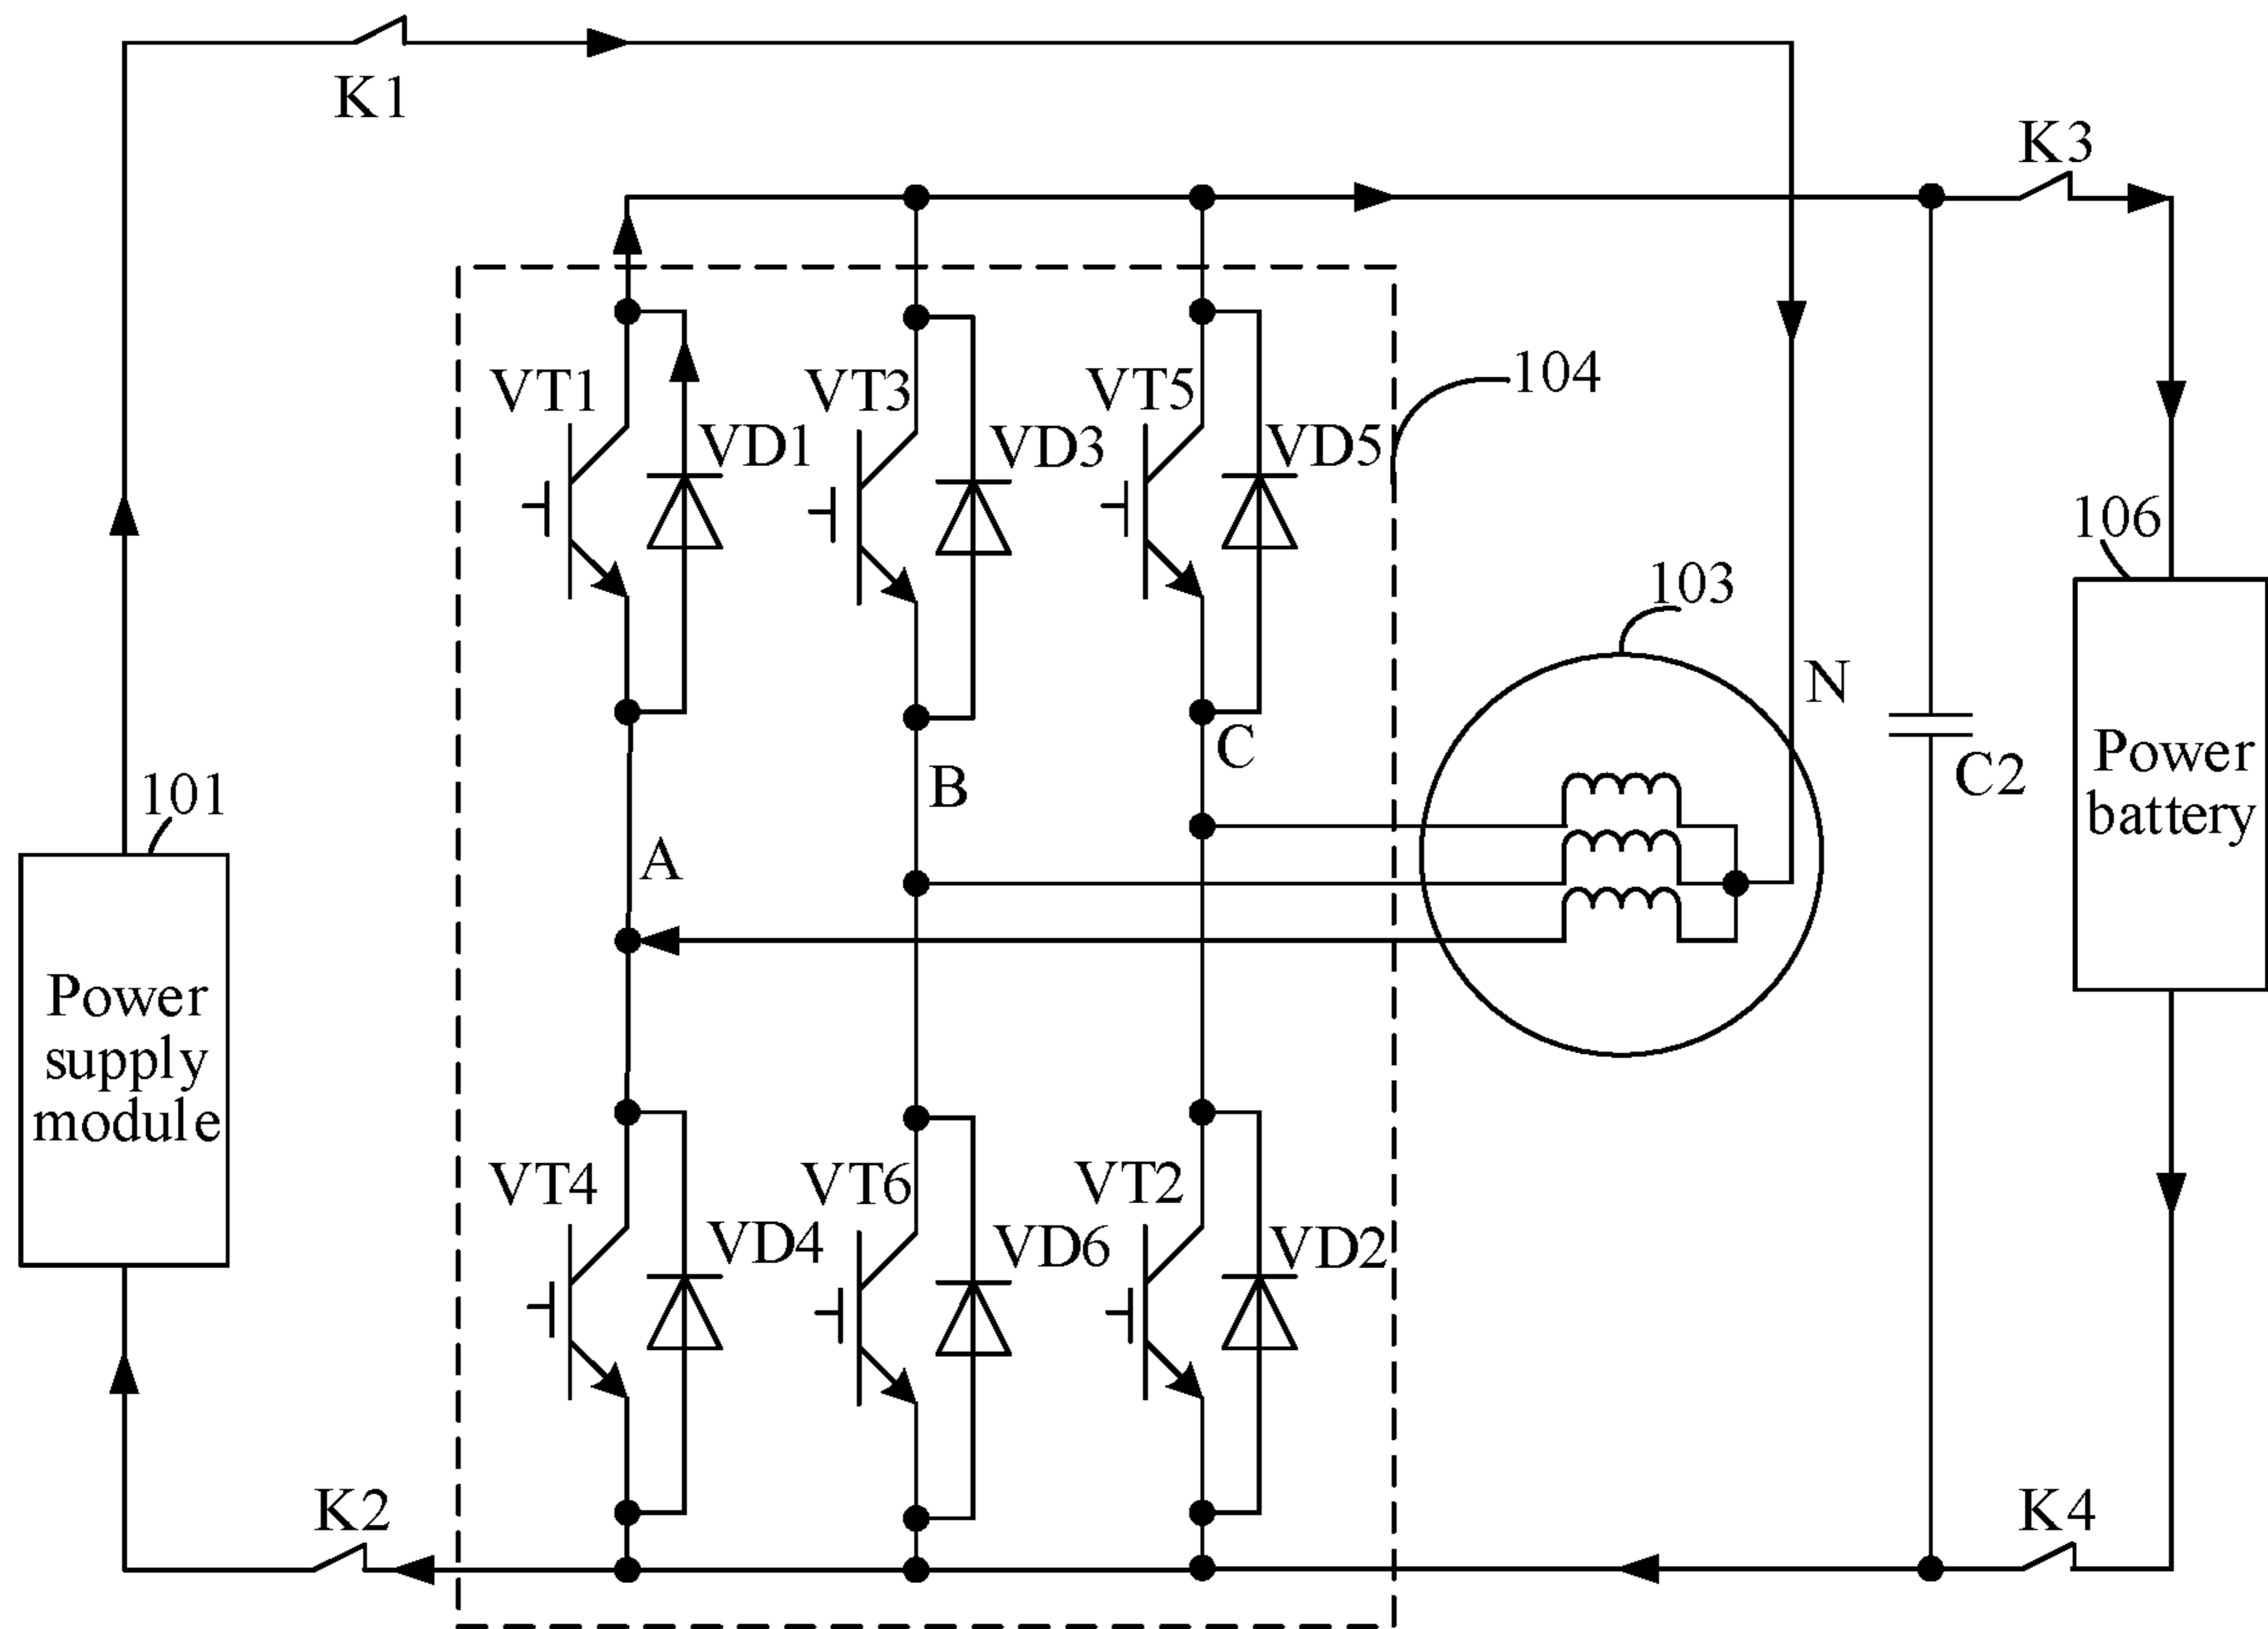 K1
K3
VT1
VD1
VT3
VD3
VT5
VD5
104
106
103
N
Power
battery
C2
C
B
A
101
Power
supply
module
VT4
VD4
VT6
VD6
VT2
VD2
K2
K4